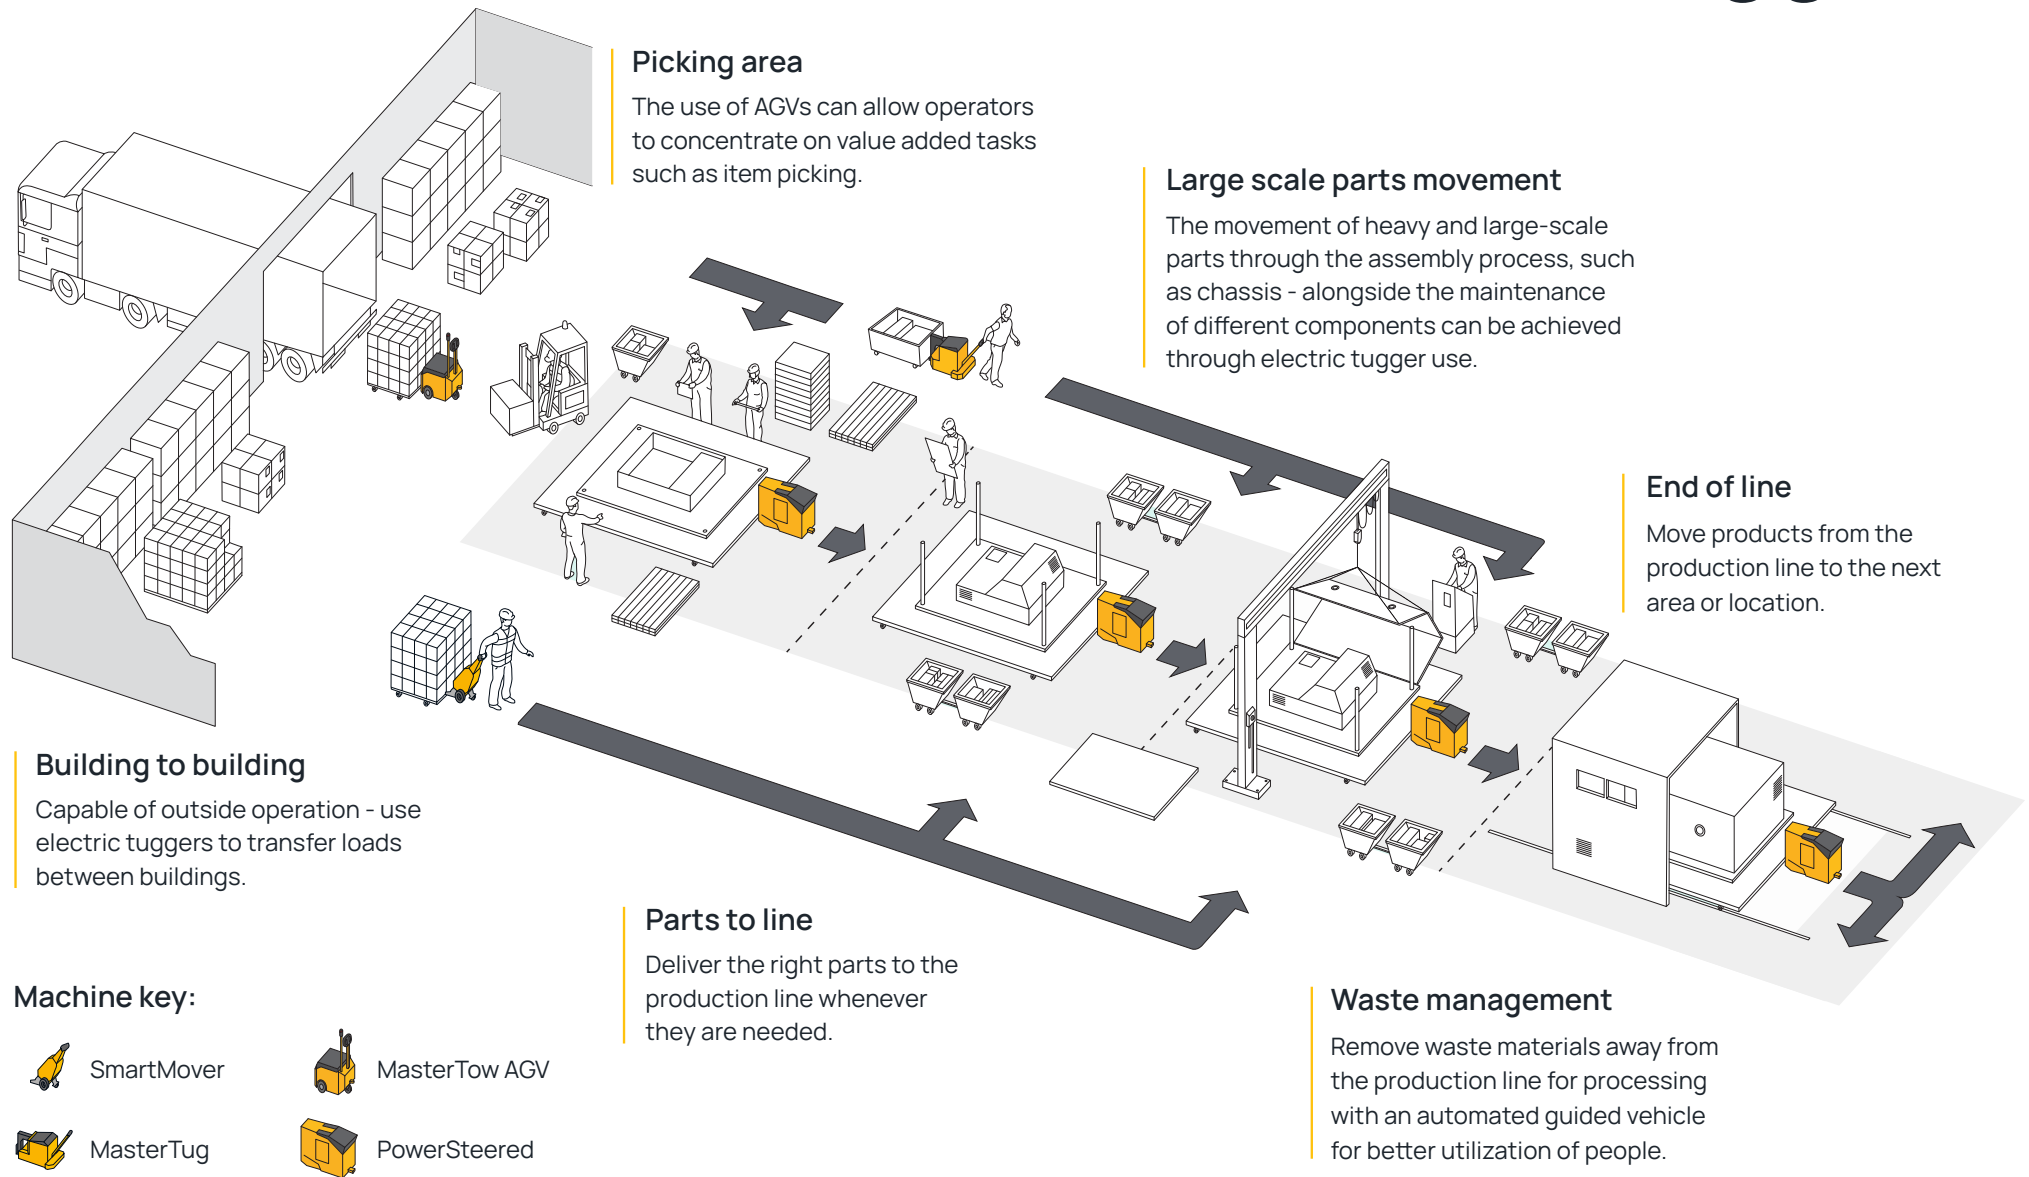 Picking area
The use of AGVs can allow operators
to concentrate on value added tasks
such as item picking.
Large scale parts movement
The movement of heavy and large-scale
parts through the assembly process, such
as chassis - alongside the maintenance
of different components can be achieved
through electric tugger use.
End of line
Move products from the
production line to the next
area or location.
Building to building
Capable of outside operation - use
electric tuggers to transfer loads
between buildings.
Parts to line
Deliver the right parts to the
production line whenever
they are needed.
Waste management
Remove waste materials away from
the production line for processing
with an automated guided vehicle
for better utilization of people.
Machine key:
SmartMover
MasterTow AGV
MasterTug
PowerSteered